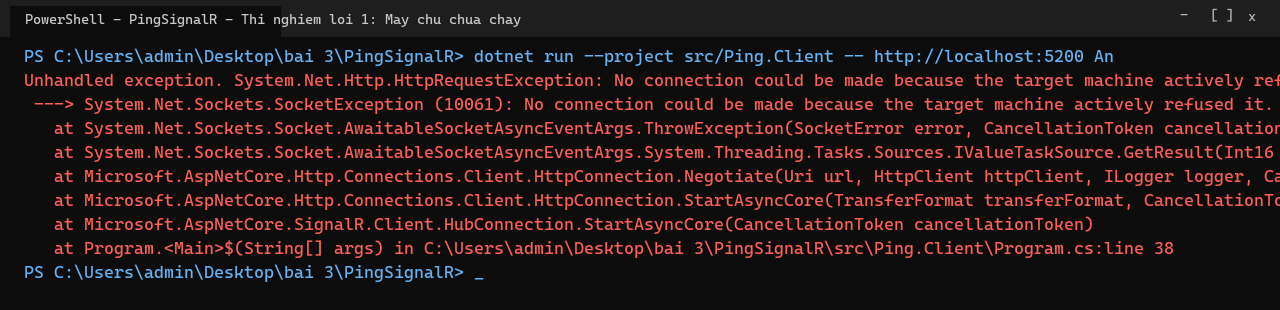 PowerShell - PingSignalR - Thi nghiem loi 1: May chu chua chay
- [ ] x
PS C:\Users\admin\Desktop\bai 3\PingSignalR> dotnet run --project src/Ping.Client -- http://localhost:5200 An
Unhandled exception. System.Net.Http.HttpRequestException: No connection could be made because the target machine actively ref
---> System.Net.Sockets.SocketException (10061): No connection could be made because the target machine actively refused it.
at System.Net.Sockets.Socket.AwaitableSocketAsyncEventArgs.ThrowException(SocketError error, CancellationToken cancellation
at System.Net.Sockets.Socket.AwaitableSocketAsyncEventArgs.System.Threading.Tasks.Sources.IValueTaskSource.GetResult(Int16
at Microsoft.AspNetCore.Http.Connections.Client.HttpConnection.Negotiate(Uri url, HttpClient httpClient, ILogger logger, Ca
at Microsoft.AspNetCore.Http.Connections.Client.HttpConnection.StartAsyncCore(TransferFormat transferFormat, CancellationTo
at Microsoft.AspNetCore.SignalR.Client.HubConnection.StartAsyncCore(CancellationToken cancellationToken)
at Program.<Main>$(String[] args) in C:\Users\admin\Desktop\bai 3\PingSignalR\src\Ping.Client\Program.cs:line 38
PS C:\Users\admin\Desktop\bai 3\PingSignalR> _